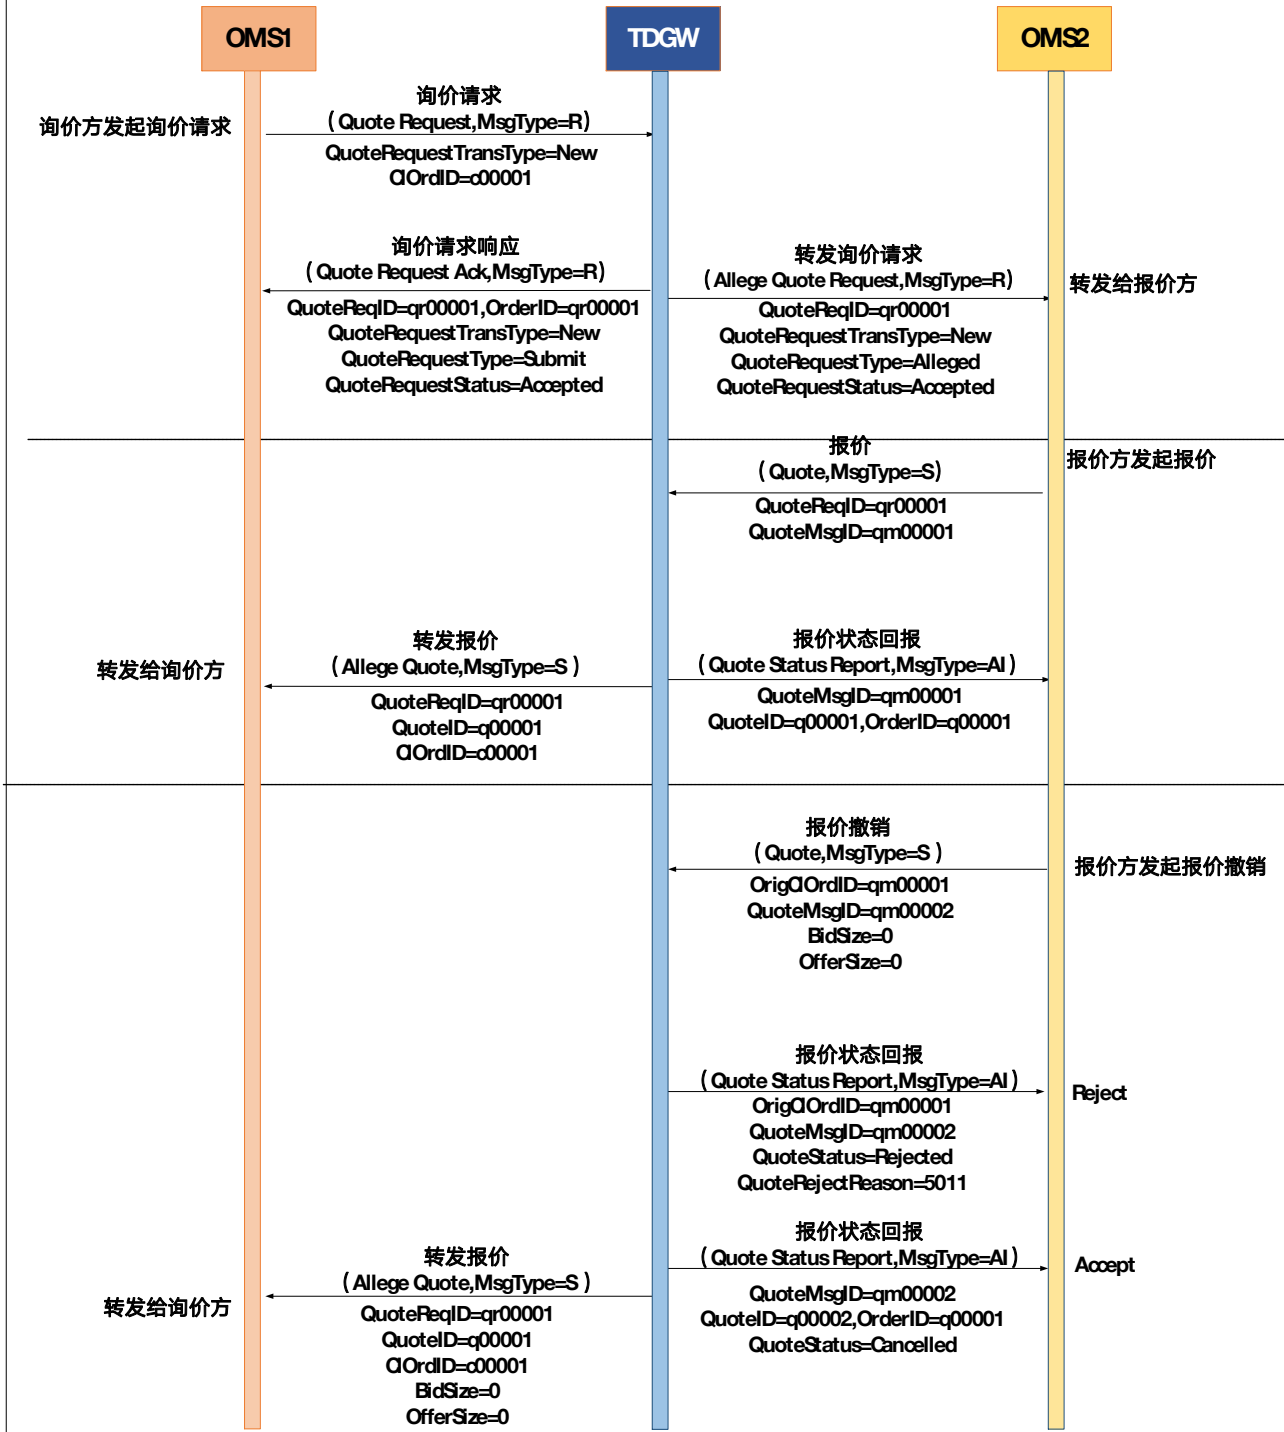 OMS1
TDGW
OMS2
询价方发起询价请求
询价请求
(Quote Request,MsgType=R)
QuoteRequestTransType=New
ClOrdID=c00001
询价请求响应
(Quote Request Ack,MsgType=R)
QuoteReqID=qr00001,OrderID=qr00001
QuoteRequestTransType=New
QuoteRequestType=Submit
QuoteRequestStatus=Accepted
转发询价请求
(Allege Quote Request,MsgType=R)
QuoteReqID=qr00001
QuoteRequestTransType=New
QuoteRequestType=Alleged
QuoteRequestStatus=Accepted
转发给报价方
报价
(Quote,MsgType=S)
QuoteReqID=qr00001
QuoteMsgID=qm00001
报价方发起报价
转发给询价方
转发报价
(Allege Quote,MsgType=S )
QuoteReqID=qr00001
QuoteID=q00001
ClOrdID=c00001
报价状态回报
(Quote Status Report,MsgType=AI)
QuoteMsgID=qm00001
QuoteID=q00001,OrderID=q00001
报价撤销
(Quote,MsgType=S )
OrigClOrdID=qm00001
QuoteMsgID=qm00002
BidSize=0
OfferSize=0
报价方发起报价撤销
报价状态回报
(Quote Status Report,MsgType=AI)
OrigClOrdID=qm00001
QuoteMsgID=qm00002
QuoteStatus=Rejected
QuoteRejectReason=5011
Reject
转发给询价方
转发报价
(Allege Quote,MsgType=S )
QuoteReqID=qr00001
QuoteID=q00001
ClOrdID=c00001
BidSize=0
OfferSize=0
报价状态回报
(Quote Status Report,MsgType=AI)
QuoteMsgID=qm00002
QuoteID=q00002,OrderID=q00001
QuoteStatus=Cancelled
Accept